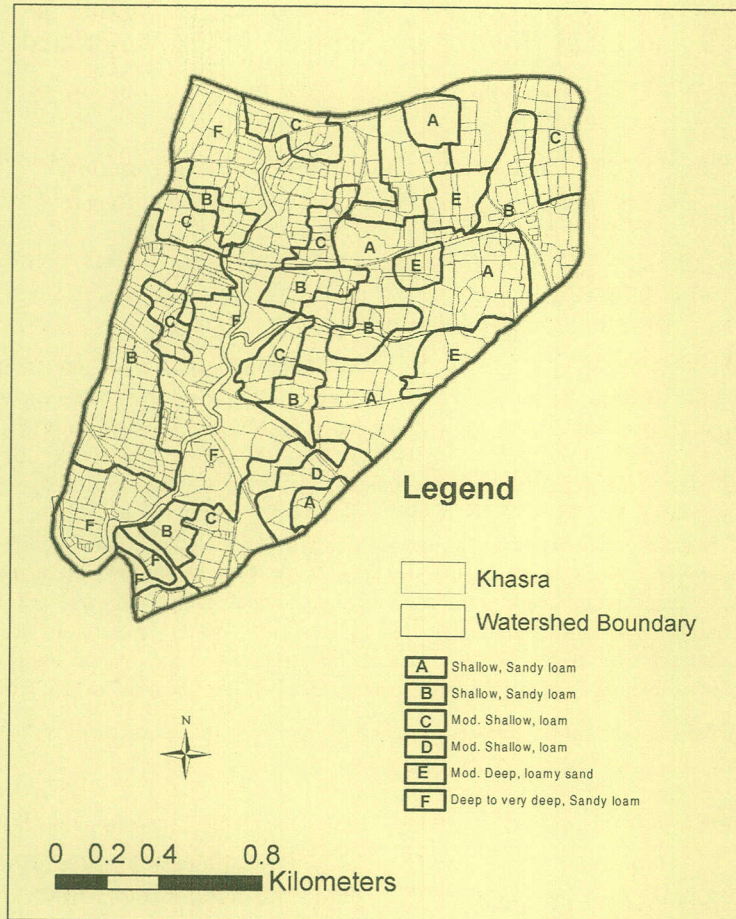 F
C
A
C
B
E
C
B
C
A
E
A
B
F
B
C
E
B
C
B
A
F
D
A
F
B
C
F
F
Legend
Khasra
Watershed Boundary
A Shallow, Sandy loam
B Shallow, Sandy loam
C Mod. Shallow, loam
D Mod. Shallow, loam
E Mod. Deep, loamy sand
F Deep to very deep, Sandy loam
N
0 0.2 0.4 0.8
Kilometers